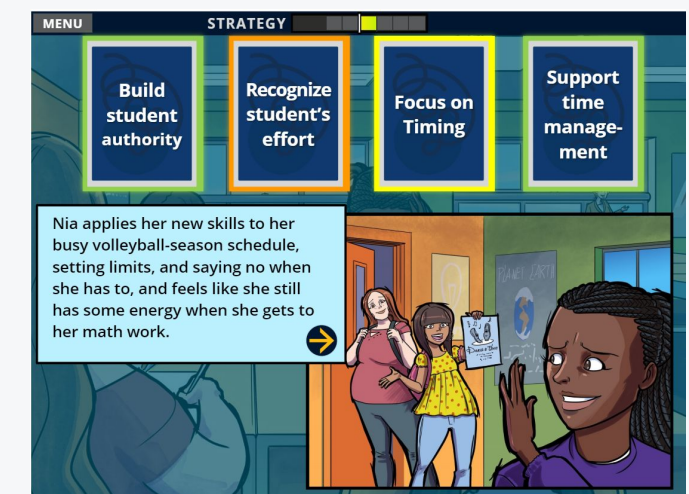 MENU
STRATEGY
Build
student
authority
Recognize
student's
effort
Focus on
Timing
Support
time
manage-
ment
Nia applies her new skills to her
busy volleyball-season schedule,
setting limits, and saying no when
she has to, and feels like she still
has some energy when she gets to
her math work.
PLANET EARTH